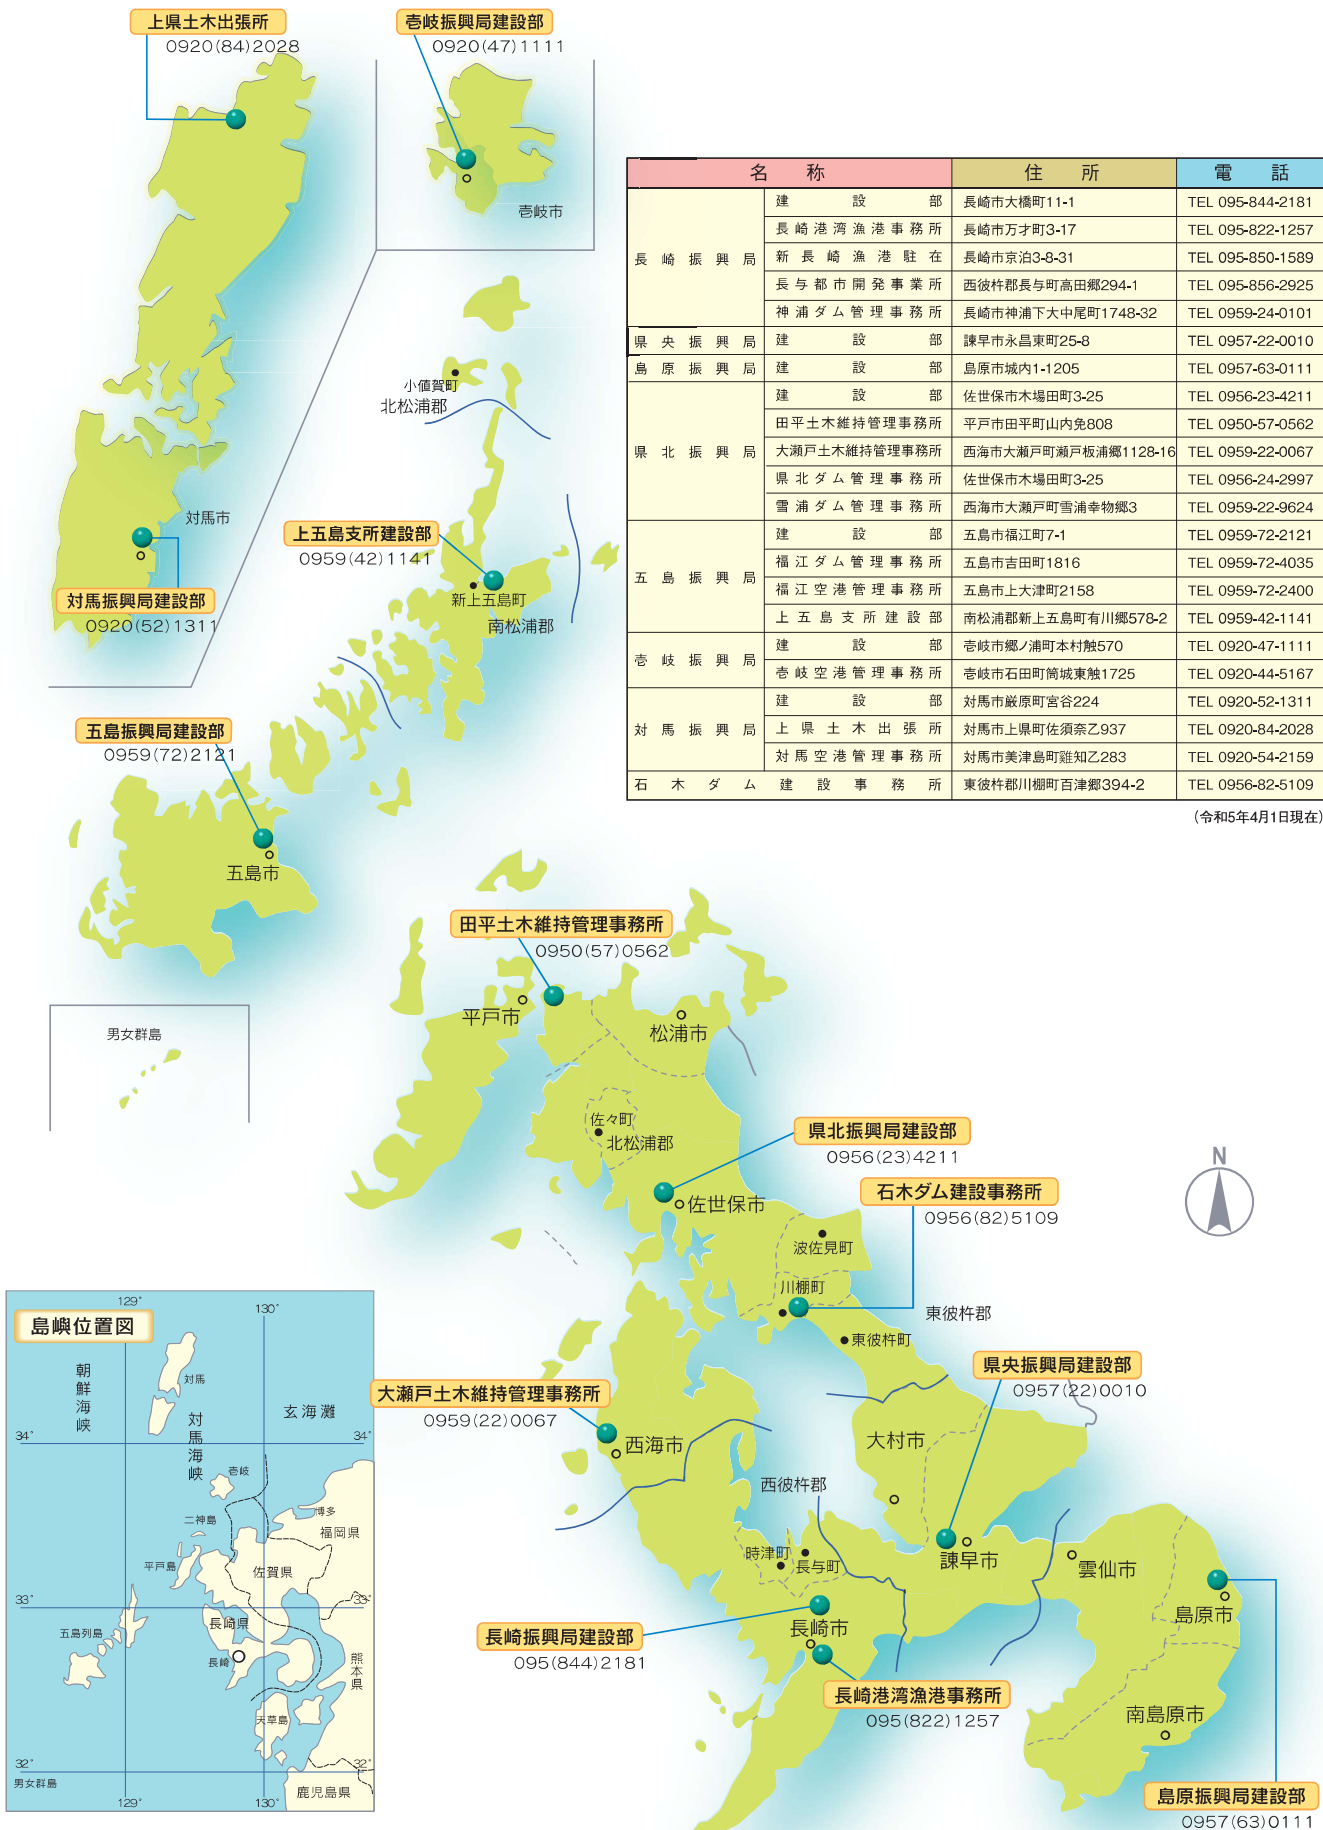 上県土木出張所
0920(84)2028
壱岐振興局建設部
0920(47)1111
壱岐市
名 称 住 所 電 話
長崎振興局 建設部 長崎市大橋町11-1 TEL 095-844-2181
長崎港湾漁港事務所 長崎市万才町3-17 TEL 095-822-1257
新長崎漁港駐在 長崎市京泊3-8-31 TEL 095-850-1589
長与都市開発事業所 西彼杵郡長与町高田郷294-1 TEL 095-856-2925
神浦ダム管理事務所 長崎市神浦下大中尾町1748-32 TEL 0959-24-0101
県央振興局 建設部 諫早市永昌東町25-8 TEL 0957-22-0010
島原振興局 建設部 島原市城内1-1205 TEL 0957-63-0111
県北振興局 建設部 佐世保市木場田町3-25 TEL 0956-23-4211
田平土木維持管理事務所 平戸市田平町山内免808 TEL 0950-57-0562
大瀬戸土木維持管理事務所 西海市大瀬戸町瀬戸板浦郷1128-16 TEL 0959-22-0067
県北ダム管理事務所 佐世保市木場田町3-25 TEL 0956-24-2997
雪浦ダム管理事務所 西海市大瀬戸町雪浦幸物郷3 TEL 0959-22-9624
五島振興局 建設部 五島市福江町7-1 TEL 0959-72-2121
福江ダム管理事務所 五島市吉田町1816 TEL 0959-72-4035
福江空港管理事務所 五島市上大津町2158 TEL 0959-72-2400
上五島支所建設部 南松浦郡新上五島町有川郷578-2 TEL 0959-42-1141
壱岐振興局 建設部 壱岐市郷ノ浦町本村触570 TEL 0920-47-1111
壱岐空港管理事務所 壱岐市石田町筒城東触1725 TEL 0920-44-5167
対馬振興局 建設部 対馬市厳原町宮谷224 TEL 0920-52-1311
上県土木出張所 対馬市上県町佐須奈乙937 TEL 0920-84-2028
対馬空港管理事務所 対馬市美津島町雞知乙283 TEL 0920-54-2159
石木ダム建設事務所 東彼杵郡川棚町百津郷394-2 TEL 0956-82-5109
(令和5年4月1日現在)
小値賀町
北松浦郡
対馬市
対馬振興局建設部
0920(52)1311
上五島支所建設部
0959(42)1141
新上五島町
南松浦郡
五島振興局建設部
0959(72)2121
五島市
男女群島
田平土木維持管理事務所
0950(57)0562
平戸市
松浦市
佐々町
北松浦郡
県北振興局建設部
0956(23)4211
佐世保市
石木ダム建設事務所
0956(82)5109
波佐見町
川棚町
東彼杵郡
東彼杵町
N
県央振興局建設部
0957(22)0010
大瀬戸土木維持管理事務所
0959(22)0067
西海市
大村市
西彼杵郡
時津町
長与町
諫早市
雲仙市
島原市
長崎振興局建設部
095(844)2181
長崎市
長崎港湾漁港事務所
095(822)1257
南島原市
島原振興局建設部
0957(63)0111
島嶼位置図
129°
130°
朝鮮海峡
対馬
対馬海峡
玄海灘
34°
34°
壱岐
二神島
博多
福岡県
平戸島
佐賀県
33°
33°
五島列島
長崎県
長崎
熊本県
天草島
32°
32°
男女群島
鹿児島県
129°
130°